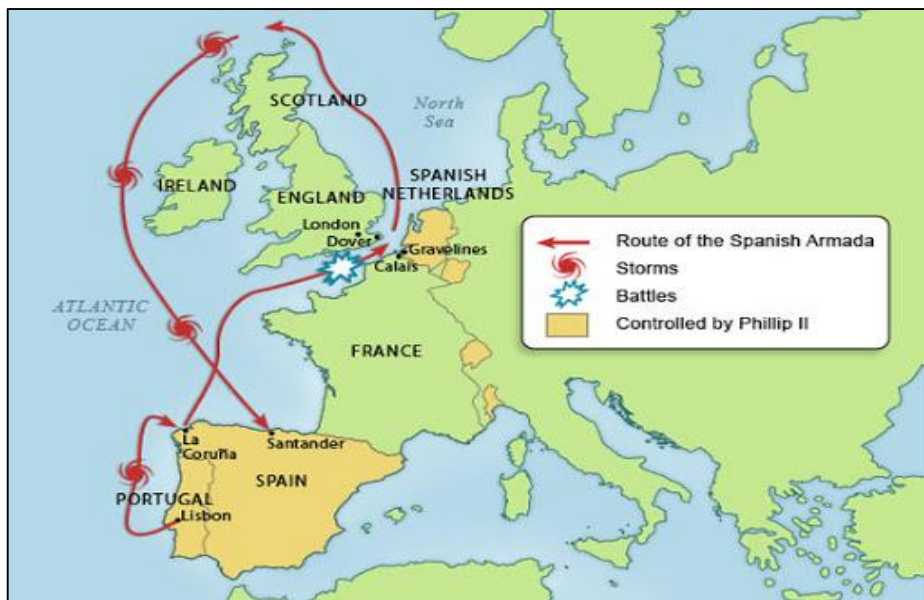 SCOTLAND
North
Sea
IRELAND
ENGLAND
SPANISH
NETHERLANDS
London
Dover
Gravelines
Calais
ATLANTIC
OCEAN
FRANCE
La
Coruña
Santander
SPAIN
PORTUGAL
Lisbon
Route of the Spanish Armada
Storms
Battles
Controlled by Phillip II